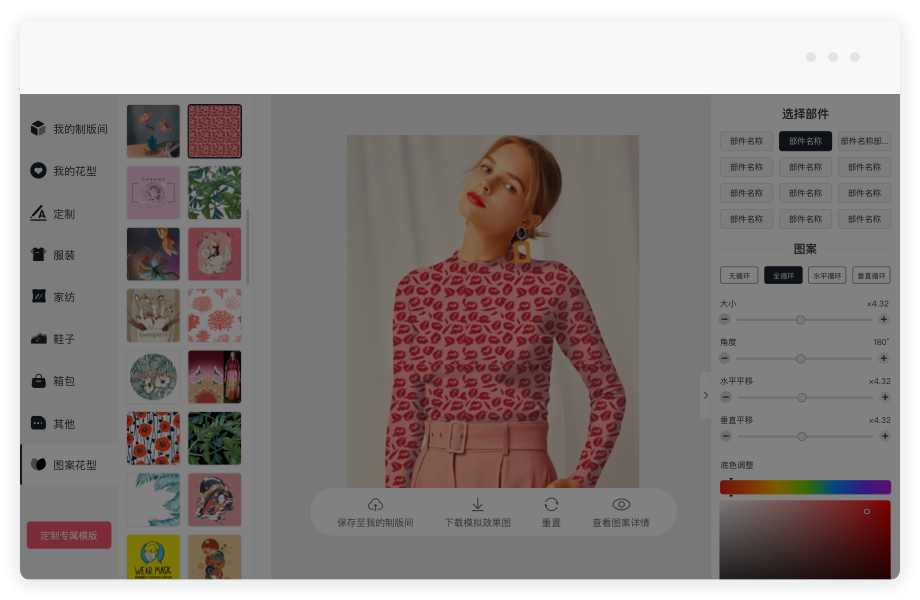 我的制版间
我的花型
定制
服装
家纺
鞋子
箱包
其他
图案花型
定制专属模版
WEAR MASK
保存至我的制版间
下载模拟效果图
重置
查看图案详情
选择部件
部件名称 部件名称 部件名称部...
部件名称 部件名称 部件名称
部件名称 部件名称 部件名称
部件名称 部件名称 部件名称
图案
无循环 全循环 水平循环 垂直循环
大小 ×4.32
角度 180°
水平平移 ×4.32
垂直平移 ×4.32
底色调整